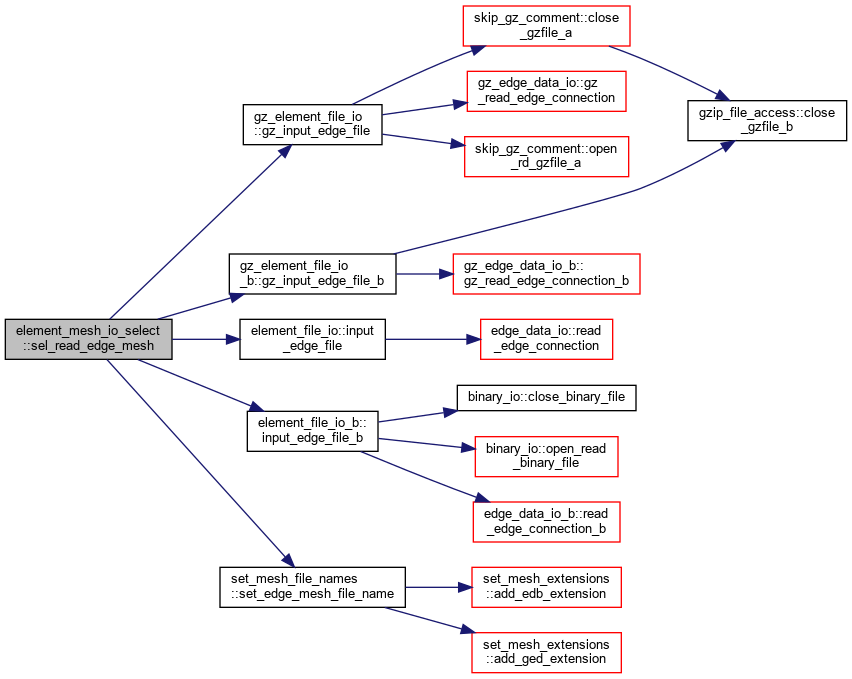 skip_gz_comment::close
_gzfile_a
gz_edge_data_io::gz
_read_edge_connection
gz_element_file_io
::gz_input_edge_file
gzip_file_access::close
_gzfile_b
skip_gz_comment::open
_rd_gzfile_a
gz_element_file_io
_b::gz_input_edge_file_b
gz_edge_data_io_b::
gz_read_edge_connection_b
element_mesh_io_select
::sel_read_edge_mesh
element_file_io::input
_edge_file
edge_data_io::read
_edge_connection
binary_io::close_binary_file
element_file_io_b::
input_edge_file_b
binary_io::open_read
_binary_file
edge_data_io_b::read
_edge_connection_b
set_mesh_file_names
::set_edge_mesh_file_name
set_mesh_extensions
::add_edb_extension
set_mesh_extensions
::add_ged_extension